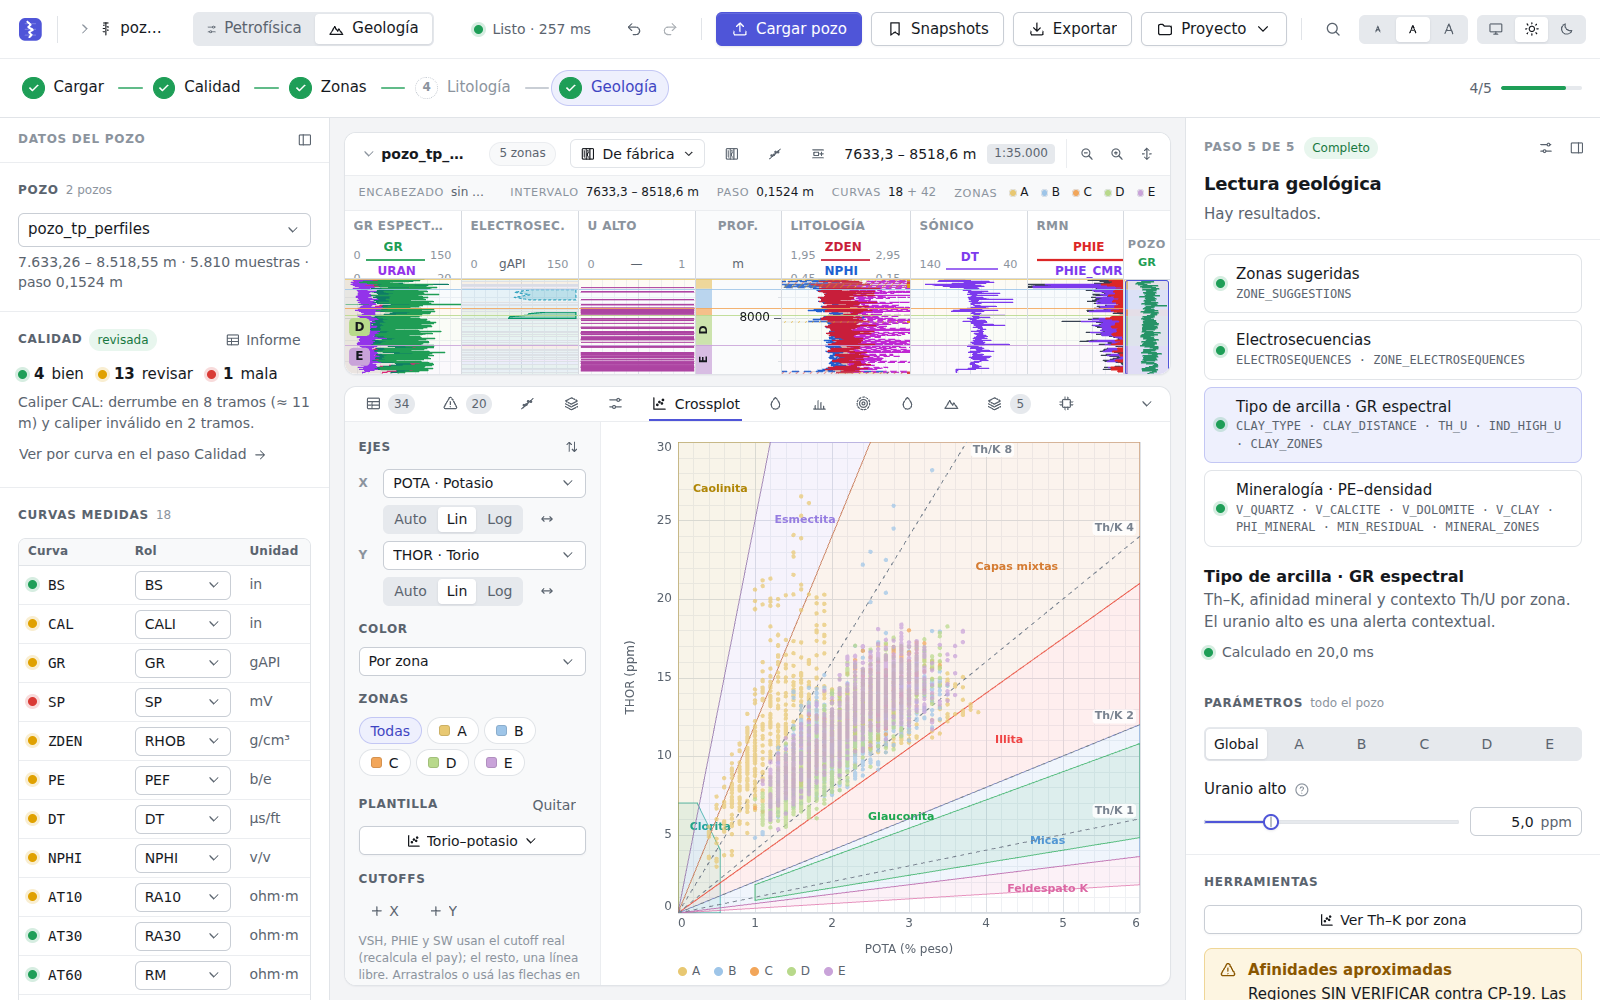 poz...
Petrofísica
Geología
Listo · 257 ms
Cargar pozo
Snapshots
Exportar
Proyecto
A
A
A
Cargar
Calidad
Zonas
4 Litología
Geología
4/5
DATOS DEL POZO
POZO 2 pozos
pozo_tp_perfiles
7.633,26 – 8.518,55 m · 5.810 muestras ·
paso 0,1524 m
CALIDAD revisada
Informe
4 bien 13 revisar 1 mala
Caliper CAL: derrumbe en 8 tramos (≈ 11
m) y caliper inválido en 2 tramos.
Ver por curva en el paso Calidad →
CURVAS MEDIDAS 18
Curva Rol Unidad
BS BS in
CAL CALI in
GR GR gAPI
SP SP mV
ZDEN RHOB g/cm³
PE PEF b/e
DT DT µs/ft
NPHI NPHI v/v
AT10 RA10 ohm·m
AT30 RA30 ohm·m
AT60 RM ohm·m
pozo_tp_...
5 zonas
De fábrica
7633,3 – 8518,6 m
1:35.000
ENCABEZADO sin ...
INTERVALO 7633,3 – 8518,6 m
PASO 0,1524 m
CURVAS 18 + 42
ZONAS A B C D E
GR ESPECT...
ELECTROSEC.
U ALTO
PROF.
LITOLOGÍA
SÓNICO
RMN
POZO
0 GR 150
URAN
0 gAPI 150
0 — 1
m
1,95 ZDEN 2,95
NPHI
140 DT 40
PHIE
PHIE_CMR
GR
8000
D
E
D
E
34
20
Crossplot
5
EJES
X POTA · Potasio
Auto Lin Log
Y THOR · Torio
Auto Lin Log
COLOR
Por zona
ZONAS
Todas A B
C D E
PLANTILLA Quitar
Torio–potasio
CUTOFFS
+ X + Y
VSH, PHIE y SW usan el cutoff real
(recalcula el pay); el resto, una línea
libre. Arrastralos o usá las flechas en
THOR (ppm)
30
25
20
15
10
5
0
Caolinita
Esmectita
Capas mixtas
Illita
Glauconita
Clorita
Micas
Feldespato K
Th/K 8
Th/K 4
Th/K 2
Th/K 1
0 1 2 3 4 5 6
POTA (% peso)
A B C D E
PASO 5 DE 5 Completo
Lectura geológica
Hay resultados.
Zonas sugeridas
ZONE_SUGGESTIONS
Electrosecuencias
ELECTROSEQUENCES · ZONE_ELECTROSEQUENCES
Tipo de arcilla · GR espectral
CLAY_TYPE · CLAY_DISTANCE · TH_U · IND_HIGH_U
· CLAY_ZONES
Mineralogía · PE–densidad
V_QUARTZ · V_CALCITE · V_DOLOMITE · V_CLAY ·
PHI_MINERAL · MIN_RESIDUAL · MINERAL_ZONES
Tipo de arcilla · GR espectral
Th–K, afinidad mineral y contexto Th/U por zona.
El uranio alto es una alerta contextual.
Calculado en 20,0 ms
PARÁMETROS todo el pozo
Global A B C D E
Uranio alto
5,0 ppm
HERRAMIENTAS
Ver Th–K por zona
Afinidades aproximadas
Regiones SIN VERIFICAR contra CP-19. Las